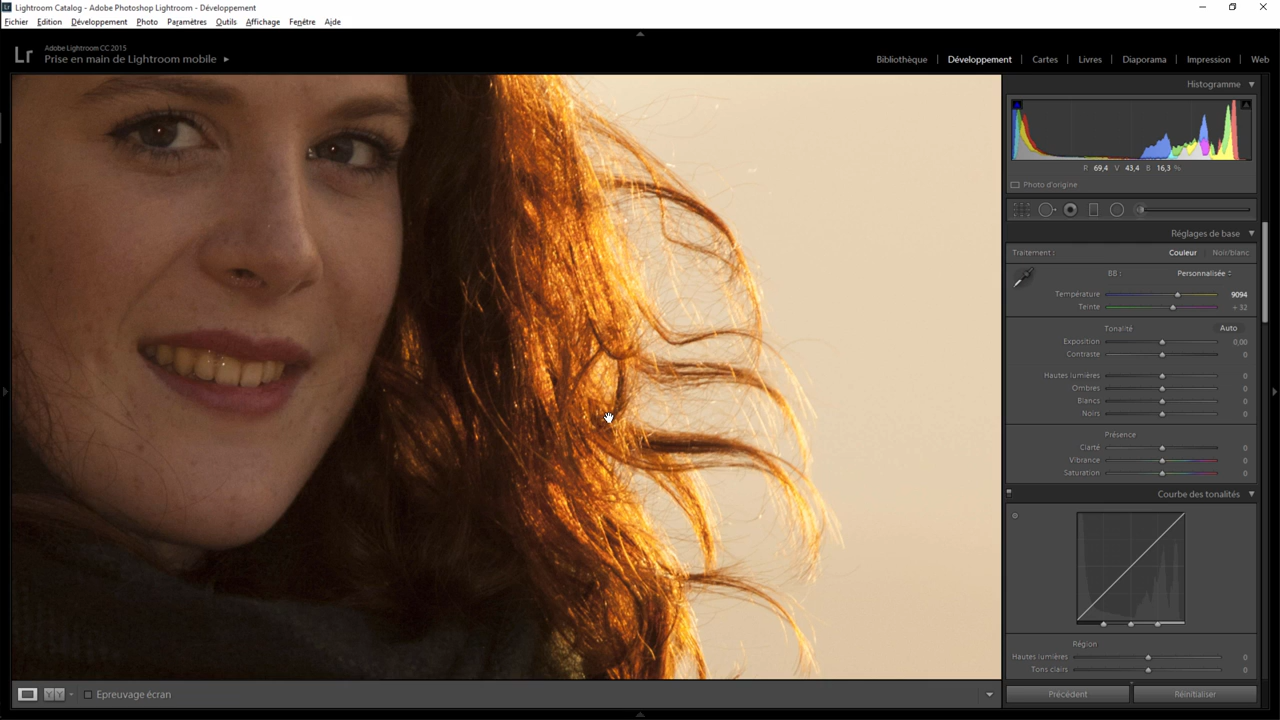 Lightroom Catalog - Adobe Photoshop Lightroom - Développement
Fichier Edition Développement Photo Paramètres Outils Affichage Fenêtre Aide
Lr
Adobe Lightroom CC 2015
Prise en main de Lightroom mobile
Bibliothèque | Développement | Cartes | Livres | Diaporama | Impression | Web
Histogramme
R 69,4 V 43,4 B 16,3 %
Photo d'origine
Réglages de base
Traitement : Couleur Noir/blanc
BB : Personnalisée
Température 9094
Teinte + 32
Tonalité Auto
Exposition 0,00
Contraste 0
Hautes lumières 0
Ombres 0
Blancs 0
Noirs 0
Présence
Clarté 0
Vibrance 0
Saturation 0
Courbe des tonalités
Région
Hautes lumières 0
Tons clairs 0
YY Epreuvage écran
Précédent Réinitialiser